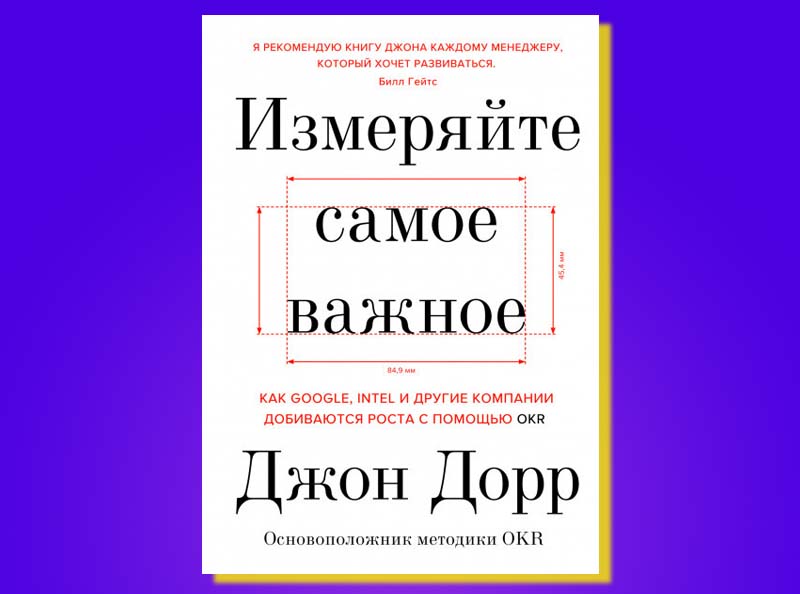 Я РЕКОМЕНДУЮ КНИГУ ДЖОНА КАЖДОМУ МЕНЕДЖЕРУ,
КОТОРЫЙ ХОЧЕТ РАЗВИВАТЬСЯ.
Билл Гейтс
Измеряйте
самое
45,4 мм
важное
84,9 мм
КАК GOOGLE, INTEL И ДРУГИЕ КОМПАНИИ
ДОБИВАЮТСЯ РОСТА С ПОМОЩЬЮ OKR
Джон Дорр
Основоположник методики OKR